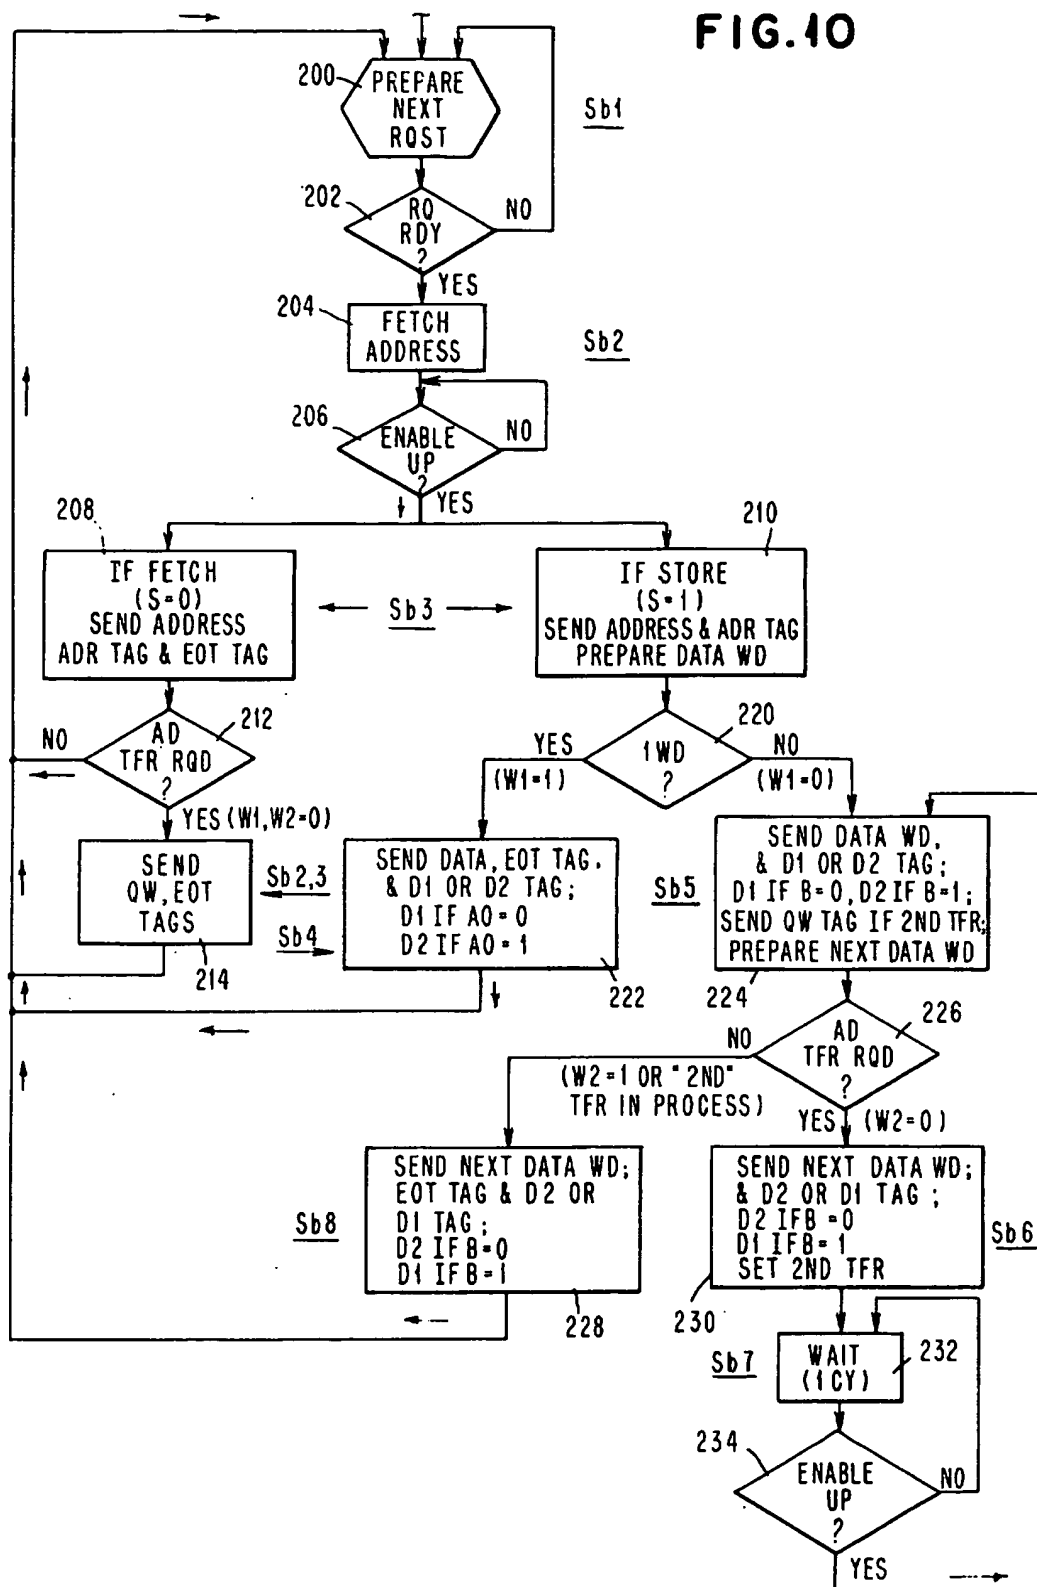 FIG.10
200
PREPARE
NEXT
RQST
Sb1
202
RQ
RDY
?
NO
YES
204
FETCH
ADDRESS
Sb2
206
ENABLE
UP
?
NO
YES
208
IF FETCH
(S=0)
SEND ADDRESS
ADR TAG & EOT TAG
Sb3
210
IF STORE
(S=1)
SEND ADDRESS & ADR TAG
PREPARE DATA WD
212
AD
TFR RQD
?
NO
YES (W1,W2=0)
220
1WD
?
YES
(W1=1)
NO
(W1=0)
SEND
QW, EOT
TAGS
214
Sb2,3
Sb4
SEND DATA, EOT TAG.
& D1 OR D2 TAG;
D1 IF A0=0
D2 IF A0=1
222
Sb5
SEND DATA WD.
& D1 OR D2 TAG;
D1 IF B=0, D2 IF B=1;
SEND QW TAG IF 2ND TFR;
PREPARE NEXT DATA WD
224
226
AD
TFR RQD
?
NO
(W2=1 OR "2ND"
TFR IN PROCESS)
YES (W2=0)
Sb8
SEND NEXT DATA WD;
EOT TAG & D2 OR
D1 TAG;
D2 IF B=0
D1 IF B=1
228
SEND NEXT DATA WD;
& D2 OR D1 TAG;
D2 IFB=0
D1 IFB=1
SET 2ND TFR
Sb6
230
Sb7
WAIT
(1CY)
232
234
ENABLE
UP
?
NO
YES